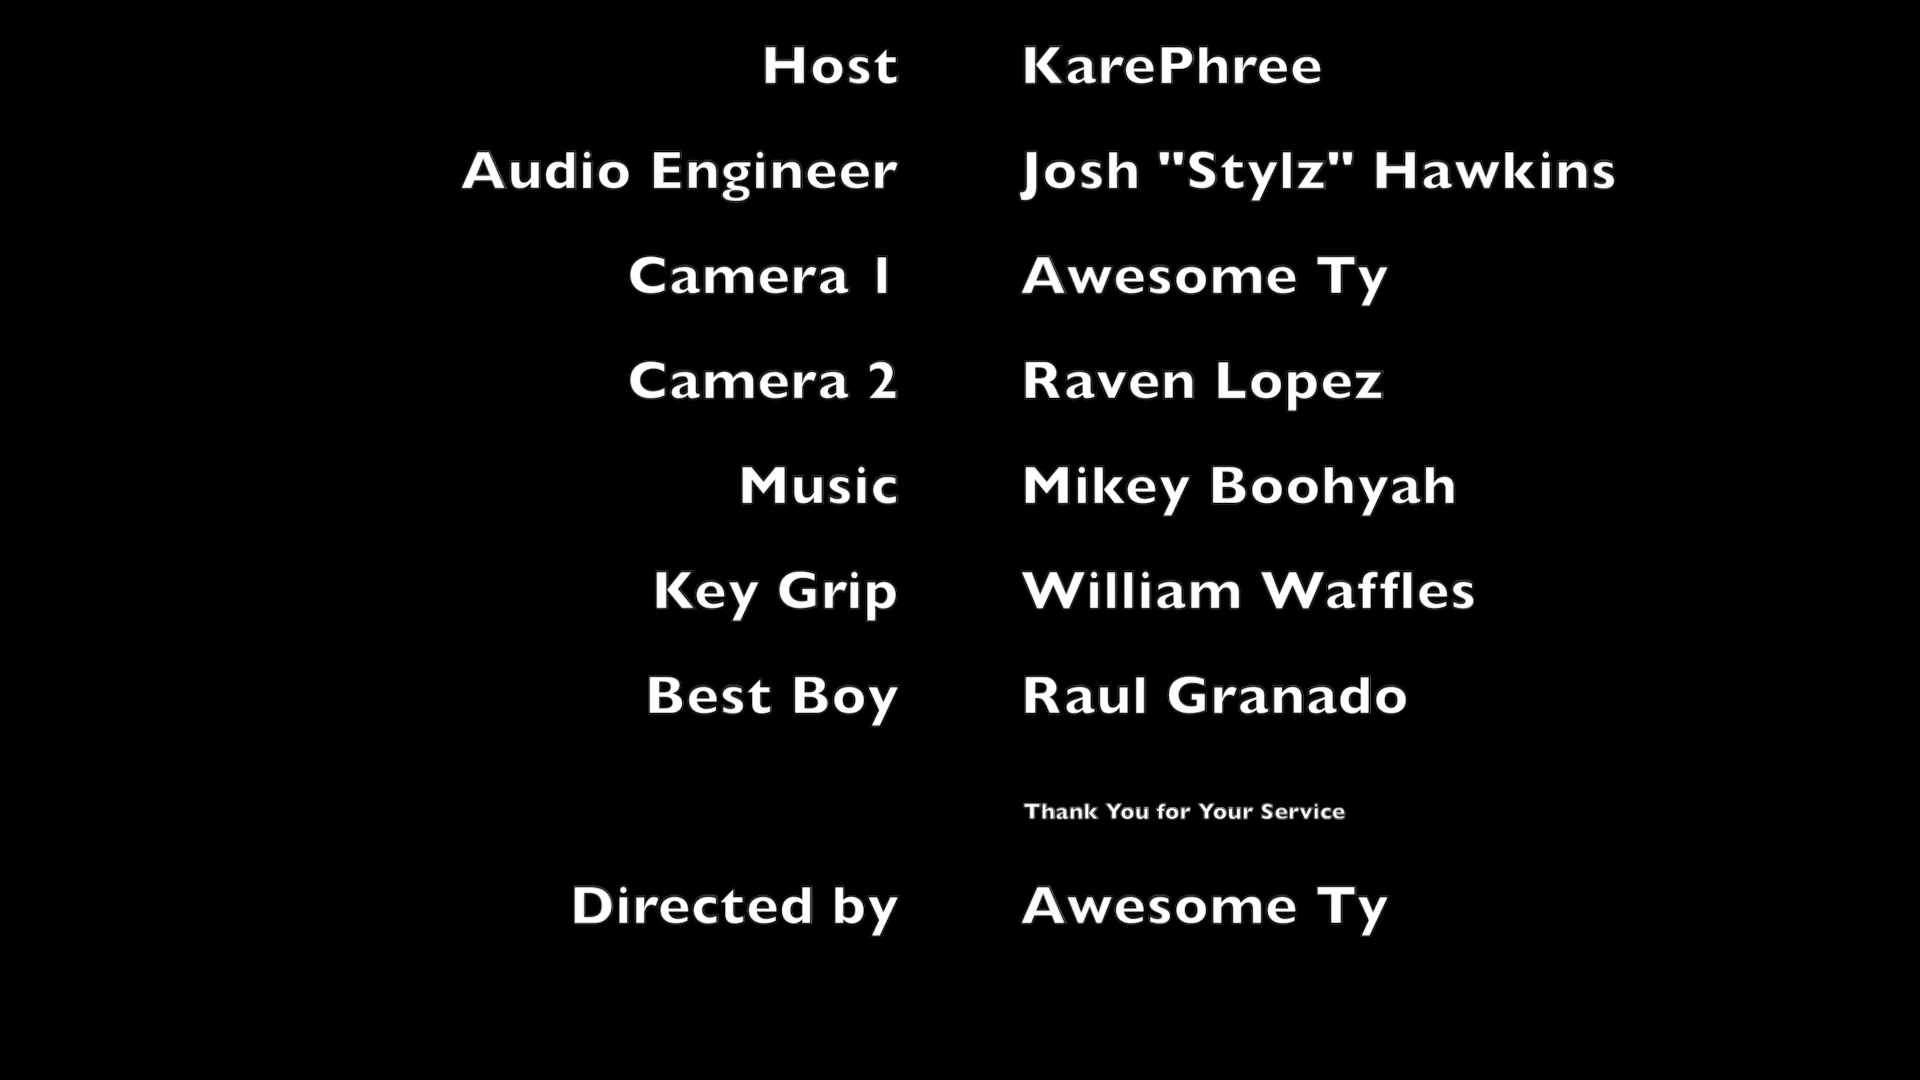 Host KarePhree
Audio Engineer Josh "Stylz" Hawkins
Camera 1 Awesome Ty
Camera 2 Raven Lopez
Music Mikey Boohyah
Key Grip William Waffles
Best Boy Raul Granado
Thank You for Your Service
Directed by Awesome Ty